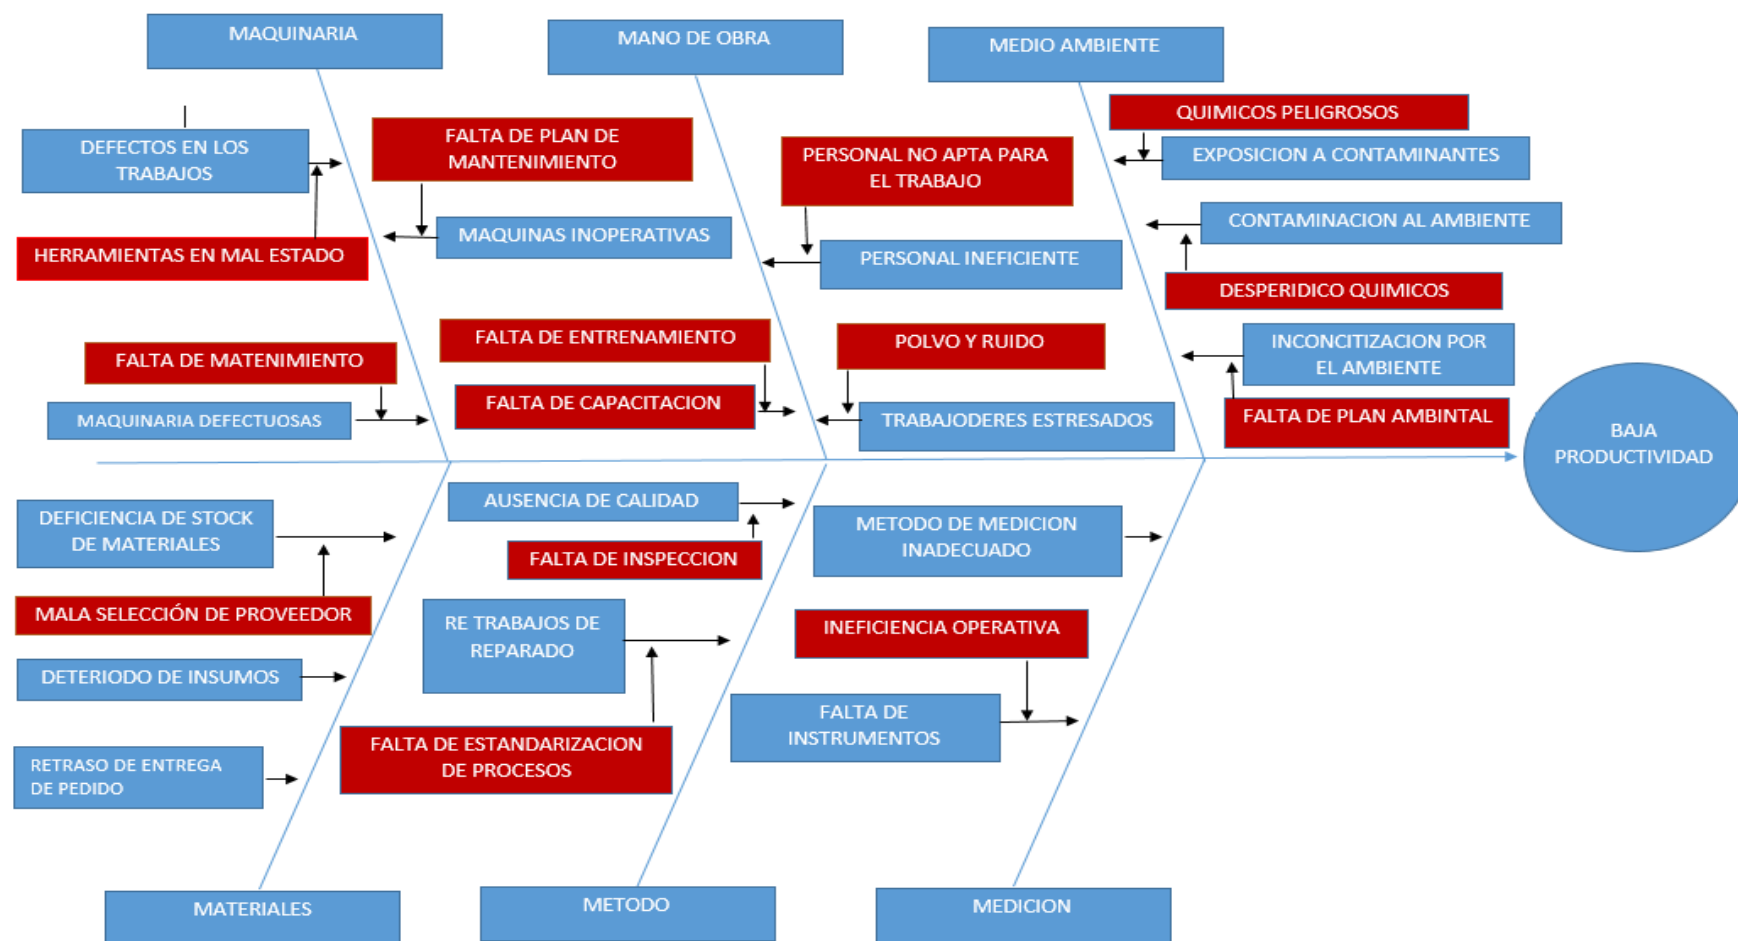 MAQUINARIA
MANO DE OBRA
MEDIO AMBIENTE
DEFECTOS EN LOS
TRABAJOS
HERRAMIENTAS EN MAL ESTADO
FALTA DE PLAN DE
MANTENIMIENTO
MAQUINAS INOPERATIVAS
FALTA DE MATENIMIENTO
MAQUINARIA DEFECTUOSAS
PERSONAL NO APTA PARA
EL TRABAJO
PERSONAL INEFICIENTE
FALTA DE ENTRENAMIENTO
FALTA DE CAPACITACION
POLVO Y RUIDO
TRABAJODERES ESTRESADOS
QUIMICOS PELIGROSOS
EXPOSICION A CONTAMINANTES
CONTAMINACION AL AMBIENTE
DESPERIDICO QUIMICOS
INCONCITIZACION POR
EL AMBIENTE
FALTA DE PLAN AMBINTAL
BAJA
PRODUCTIVIDAD
DEFICIENCIA DE STOCK
DE MATERIALES
MALA SELECCIÓN DE PROVEEDOR
DETERIODO DE INSUMOS
RETRASO DE ENTREGA
DE PEDIDO
AUSENCIA DE CALIDAD
FALTA DE INSPECCION
RE TRABAJOS DE
REPARADO
FALTA DE ESTANDARIZACION
DE PROCESOS
METODO DE MEDICION
INADECUADO
INEFICIENCIA OPERATIVA
FALTA DE
INSTRUMENTOS
MATERIALES
METODO
MEDICION